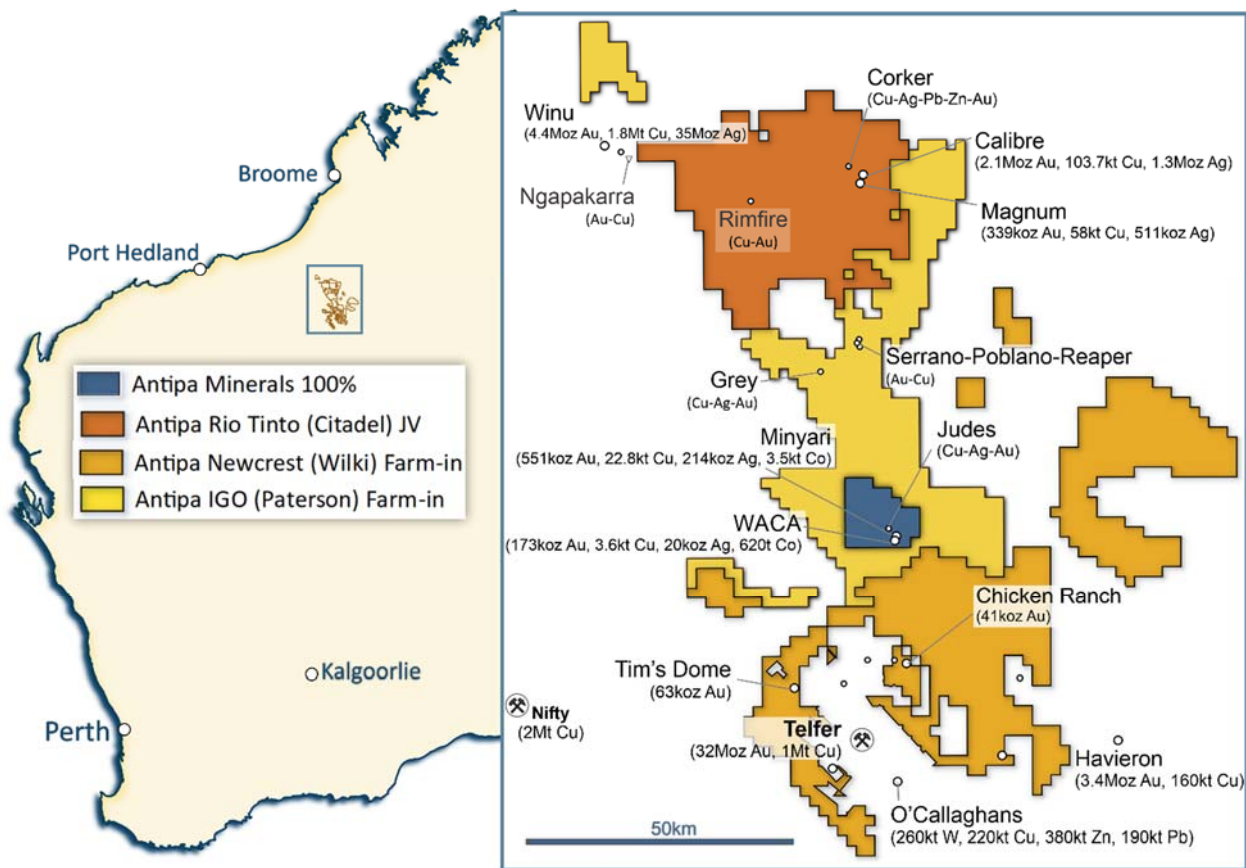 Broome
Port Hedland
Antipa Minerals 100%
Antipa Rio Tinto (Citadel) JV
Antipa Newcrest (Wilki) Farm-in
Antipa IGO (Paterson) Farm-in
Kalgoorlie
Perth
Corker
(Cu-Ag-Pb-Zn-Au)
Winu
(4.4Moz Au, 1.8Mt Cu, 35Moz Ag)
Calibre
(2.1Moz Au, 103.7kt Cu, 1.3Moz Ag)
Ngapakarra
(Au-Cu)
Rimfire
(Cu-Au)
Magnum
(339koz Au, 58kt Cu, 511koz Ag)
Serrano-Poblano-Reaper
(Au-Cu)
Grey
(Cu-Ag-Au)
Minyari
(551koz Au, 22.8kt Cu, 214koz Ag, 3.5kt Co)
Judes
(Cu-Ag-Au)
WACA
(173koz Au, 3.6kt Cu, 20koz Ag, 620t Co)
Chicken Ranch
(41koz Au)
Tim's Dome
(63koz Au)
Nifty
(2Mt Cu)
Telfer
(32Moz Au, 1Mt Cu)
Havieron
(3.4Moz Au, 160kt Cu)
O'Callaghans
(260kt W, 220kt Cu, 380kt Zn, 190kt Pb)
50km